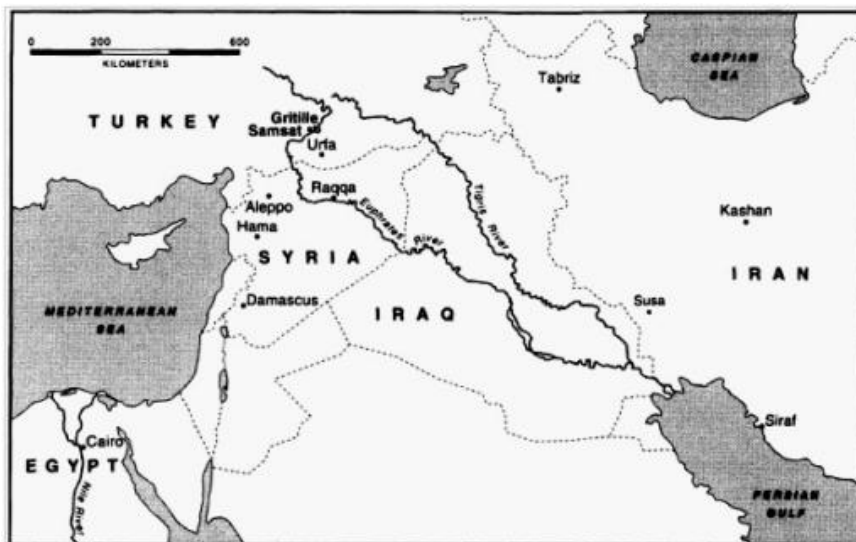 0 200 600
KILOMETERS
CASPIAN
SEA
Tabriz
TURKEY
Gritille
Samsat
Urfa
Raqqa
Aleppo
Euphrates River
Tigris River
Hama
Kashan
SYRIA
IRAN
Damascus
Susa
MEDITERRANEAN
SEA
IRAQ
Siraf
Cairo
EGYPT
Nile River
PERSIAN
GULF